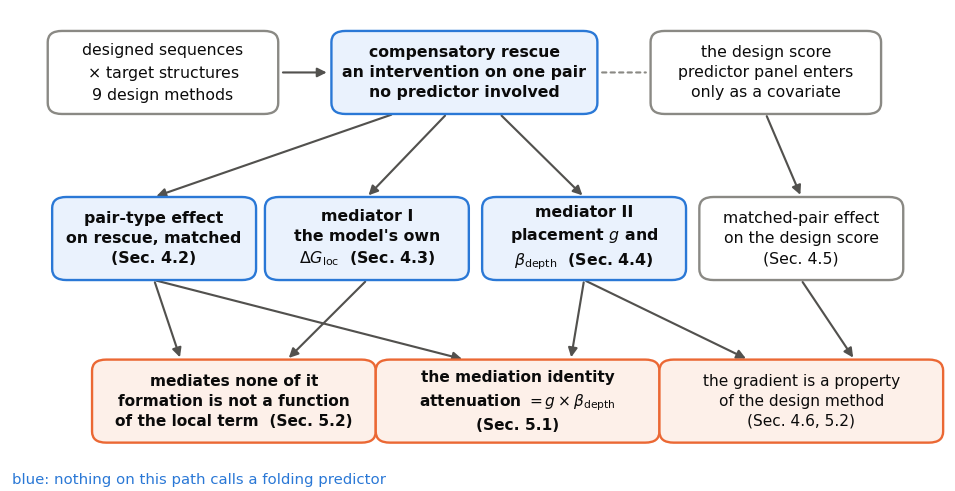 designed sequences
× target structures
9 design methods
compensatory rescue
an intervention on one pair
no predictor involved
the design score
predictor panel enters
only as a covariate
pair-type effect
on rescue, matched
(Sec. 4.2)
mediator I
the model's own
ΔG_loc (Sec. 4.3)
mediator II
placement g and
β_depth (Sec. 4.4)
matched-pair effect
on the design score
(Sec. 4.5)
mediates none of it
formation is not a function
of the local term (Sec. 5.2)
the mediation identity
attenuation = g × β_depth
(Sec. 5.1)
the gradient is a property
of the design method
(Sec. 4.6, 5.2)
blue: nothing on this path calls a folding predictor